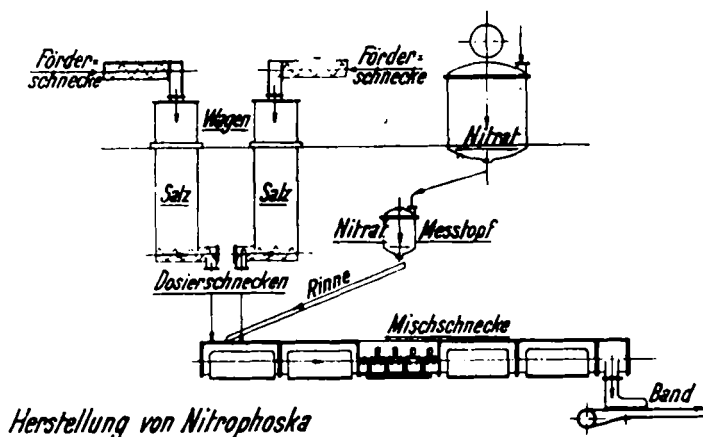 Förder=
schnecke
Förder=
schnecke
Wagen
Nitrat
Salz
Salz
Nitrat Messtopf
Dosierschnecken
Rinne
Mischschnecke
Band
Herstellung von Nitrophoska